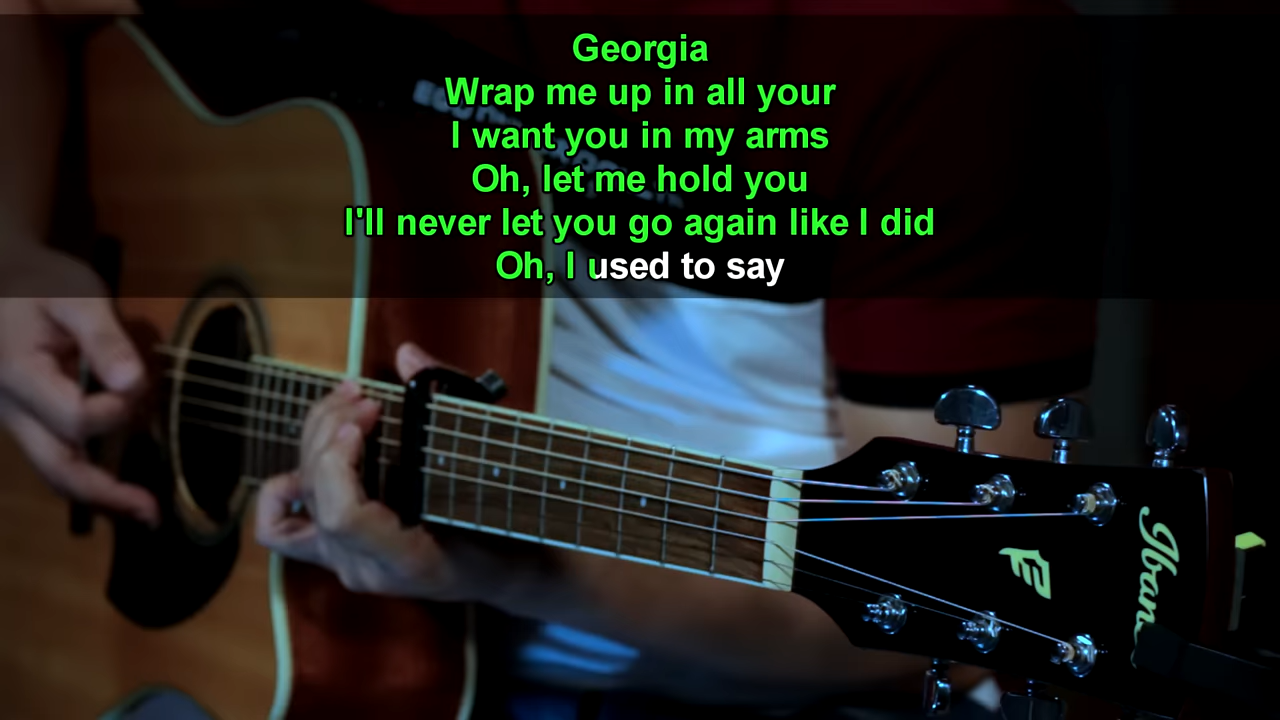 Georgia
Wrap me up in all your
I want you in my arms
Oh, let me hold you
I'll never let you go again like I did
Oh, I used to say
Iban